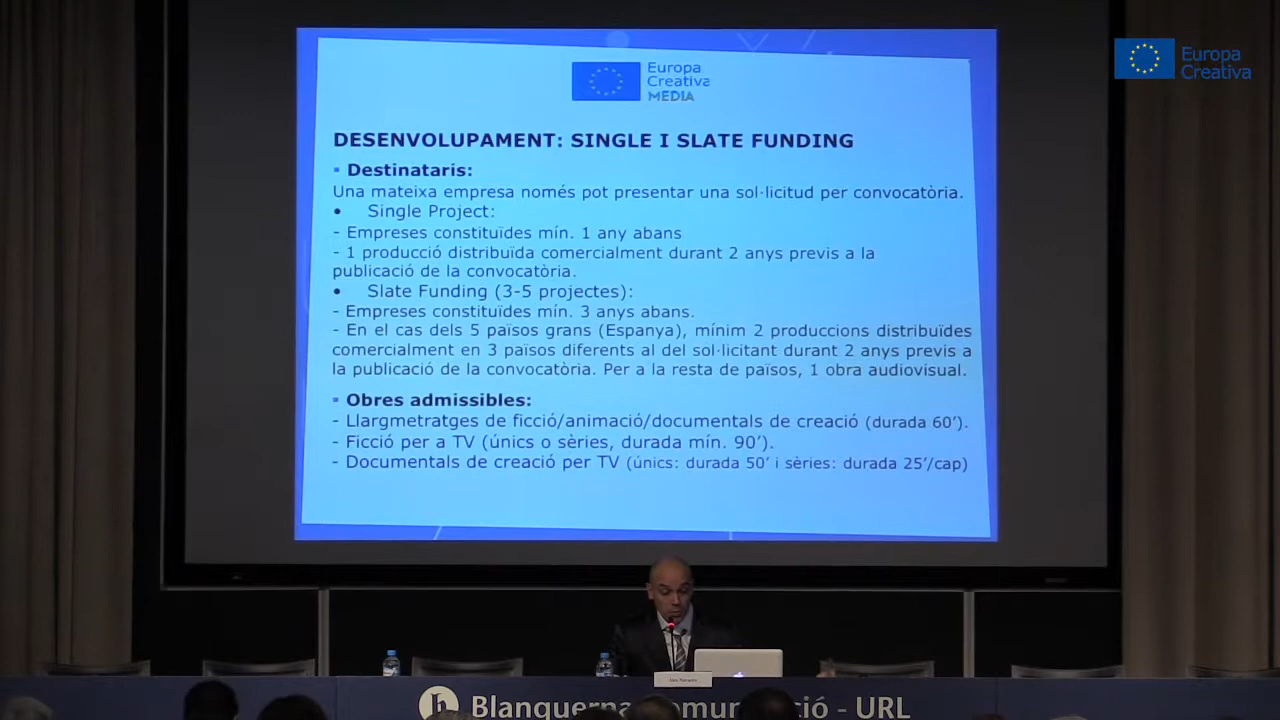 Europa
Creativa
MEDIA
Europa
Creativa
DESENVOLUPAMENT: SINGLE I SLATE FUNDING
▪ Destinataris:
Una mateixa empresa només pot presentar una sol·licitud per convocatòria.
• Single Project:
- Empreses constituïdes mín. 1 any abans
- 1 producció distribuïda comercialment durant 2 anys previs a la
publicació de la convocatòria.
• Slate Funding (3-5 projectes):
- Empreses constituïdes mín. 3 anys abans.
- En el cas dels 5 països grans (Espanya), mínim 2 produccions distribuïdes
comercialment en 3 països diferents al del sol·licitant durant 2 anys previs a
la publicació de la convocatòria. Per a la resta de països, 1 obra audiovisual.
▪ Obres admissibles:
- Llargmetratges de ficció/animació/documentals de creació (durada 60’).
- Ficció per a TV (únics o sèries, durada mín. 90’).
- Documentals de creació per TV (únics: durada 50’ i sèries: durada 25’/cap)
b Blanquerna - URL